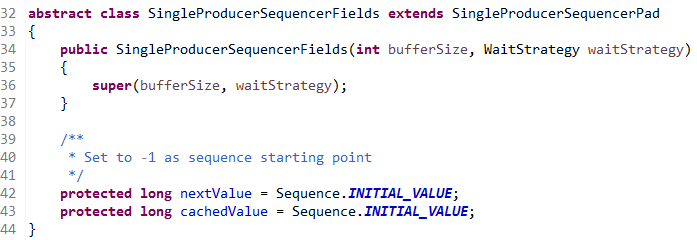 32 abstract class SingleProducerSequencerFields extends SingleProducerSequencerPad
33 {
34     public SingleProducerSequencerFields(int bufferSize, WaitStrategy waitStrategy)
35     {
36         super(bufferSize, waitStrategy);
37     }
38
39     /**
40      * Set to -1 as sequence starting point
41      */
42     protected long nextValue = Sequence.INITIAL_VALUE;
43     protected long cachedValue = Sequence.INITIAL_VALUE;
44 }